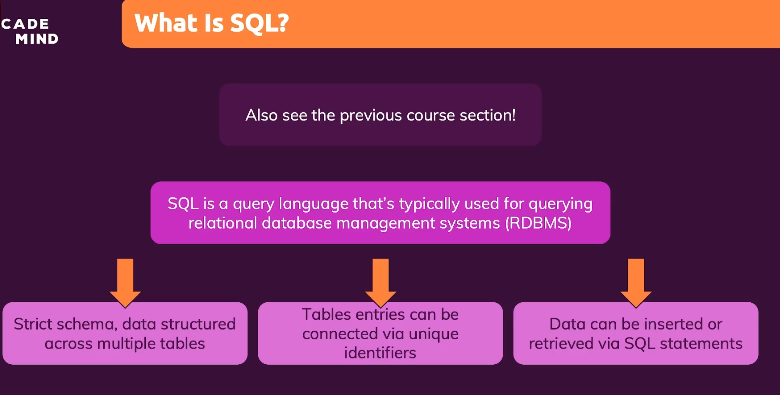 CADE
MIND
What Is SQL?
Also see the previous course section!
SQL is a query language that's typically used for querying
relational database management systems (RDBMS)
Strict schema, data structured
across multiple tables
Tables entries can be
connected via unique
identifiers
Data can be inserted or
retrieved via SQL statements